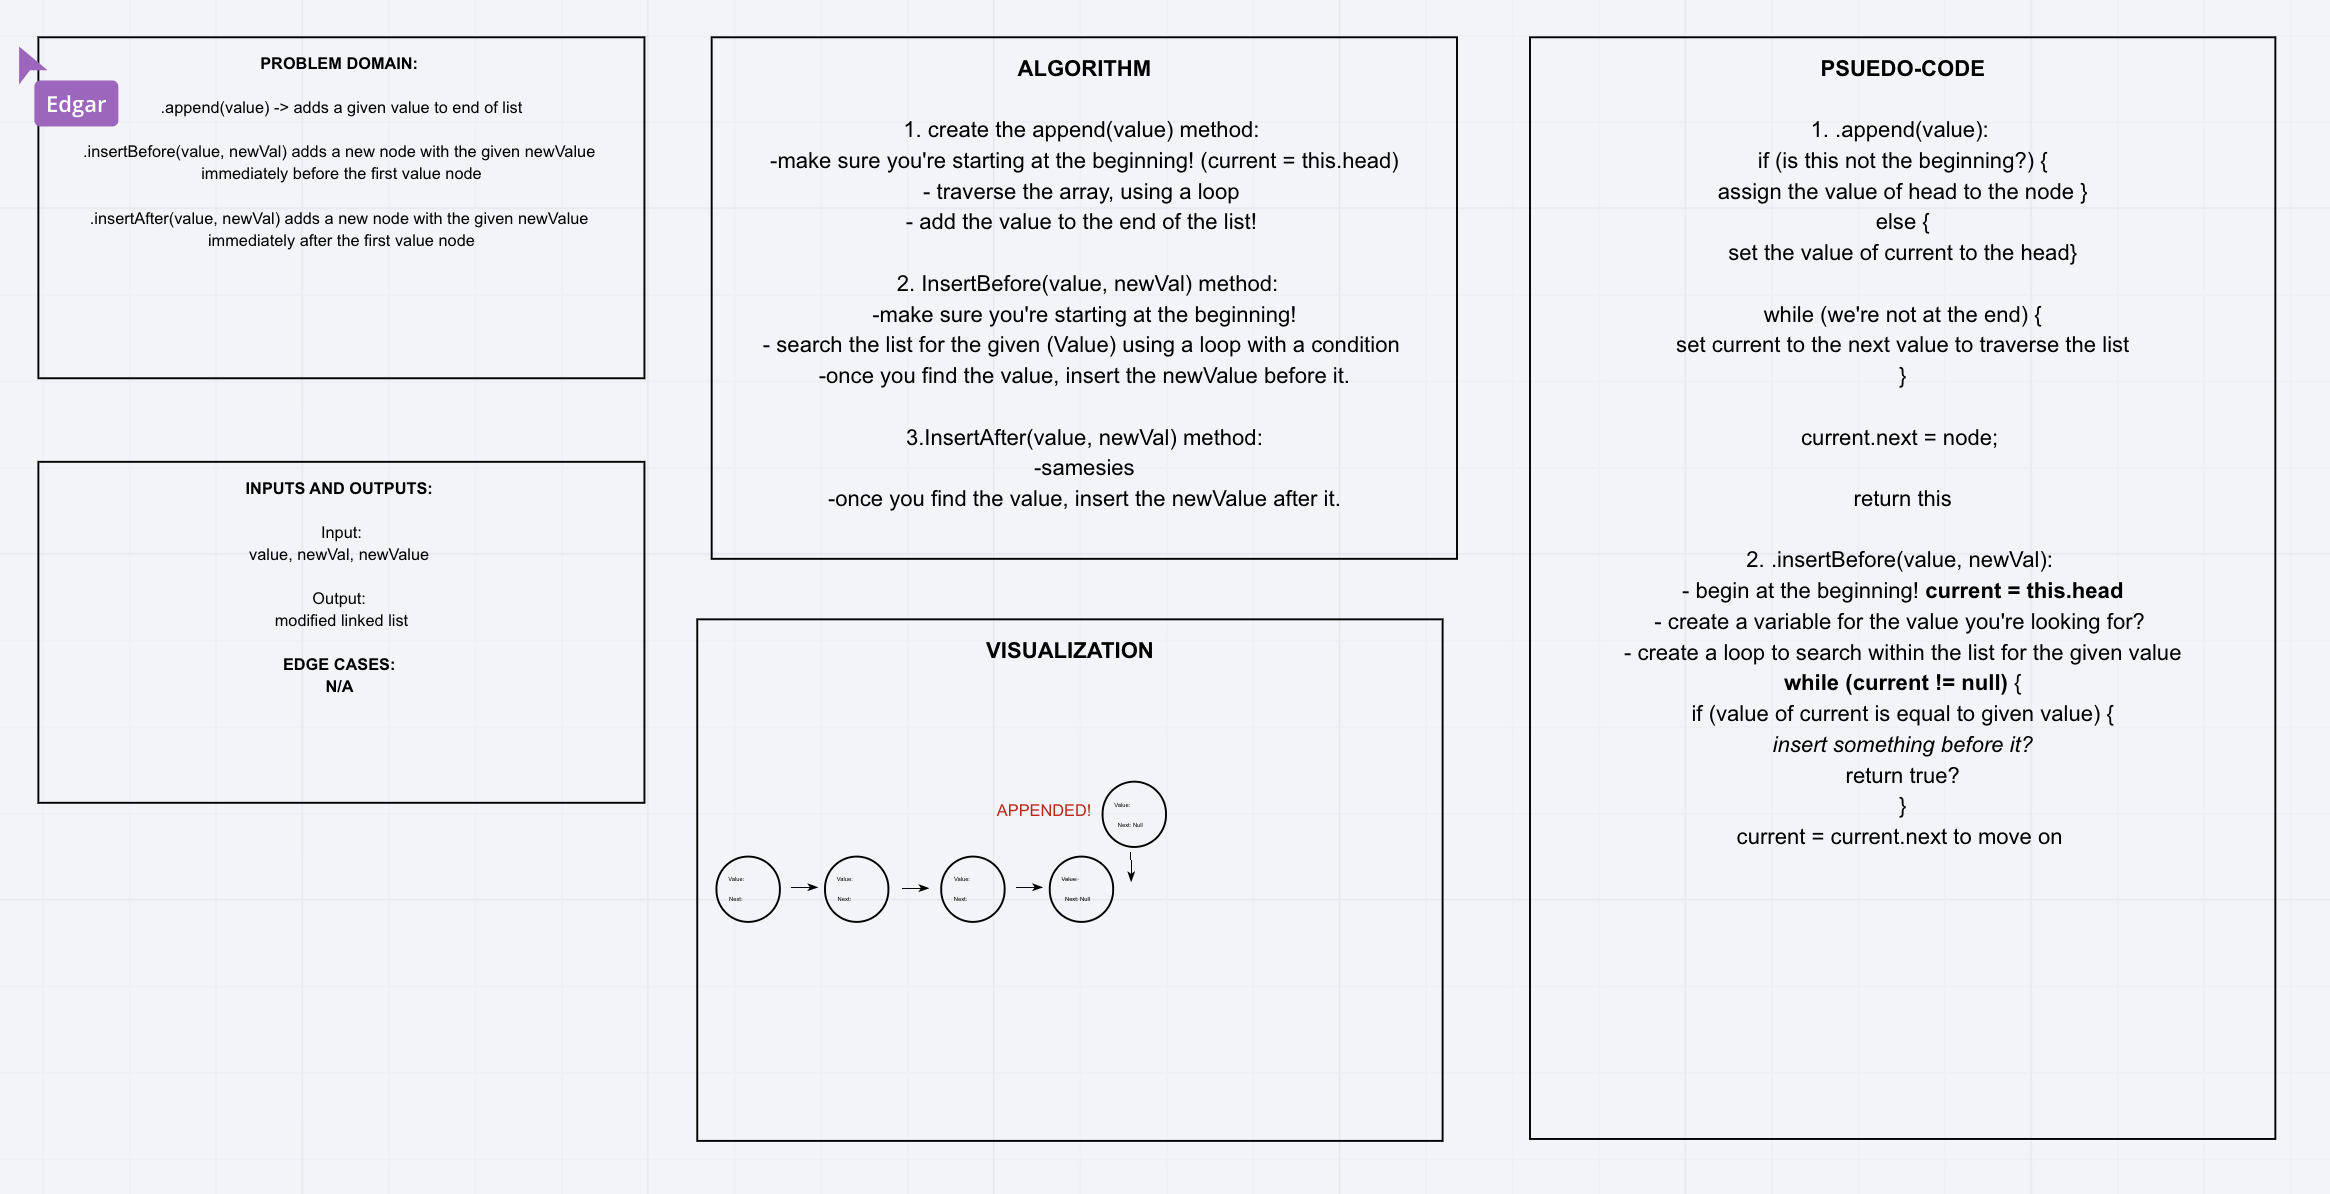 Edgar
PROBLEM DOMAIN:
.append(value) -> adds a given value to end of list
.insertBefore(value, newVal) adds a new node with the given newValue
immediately before the first value node
.insertAfter(value, newVal) adds a new node with the given newValue
immediately after the first value node
INPUTS AND OUTPUTS:
Input:
value, newVal, newValue
Output:
modified linked list
EDGE CASES:
N/A
ALGORITHM
1. create the append(value) method:
-make sure you're starting at the beginning! (current = this.head)
- traverse the array, using a loop
- add the value to the end of the list!
2. InsertBefore(value, newVal) method:
-make sure you're starting at the beginning!
- search the list for the given (Value) using a loop with a condition
-once you find the value, insert the newValue before it.
3.InsertAfter(value, newVal) method:
-samesies
-once you find the value, insert the newValue after it.
VISUALIZATION
APPENDED!
Value:
Next: Null
Value:
Next:
Value:
Next:
Value:
Next:
Value:
Next: Null
PSUEDO-CODE
1. .append(value):
if (is this not the beginning?) {
assign the value of head to the node }
else {
set the value of current to the head}
while (we're not at the end) {
set current to the next value to traverse the list
}
current.next = node;
return this
2. .insertBefore(value, newVal):
- begin at the beginning! current = this.head
- create a variable for the value you're looking for?
- create a loop to search within the list for the given value
while (current != null) {
if (value of current is equal to given value) {
insert something before it?
return true?
}
current = current.next to move on